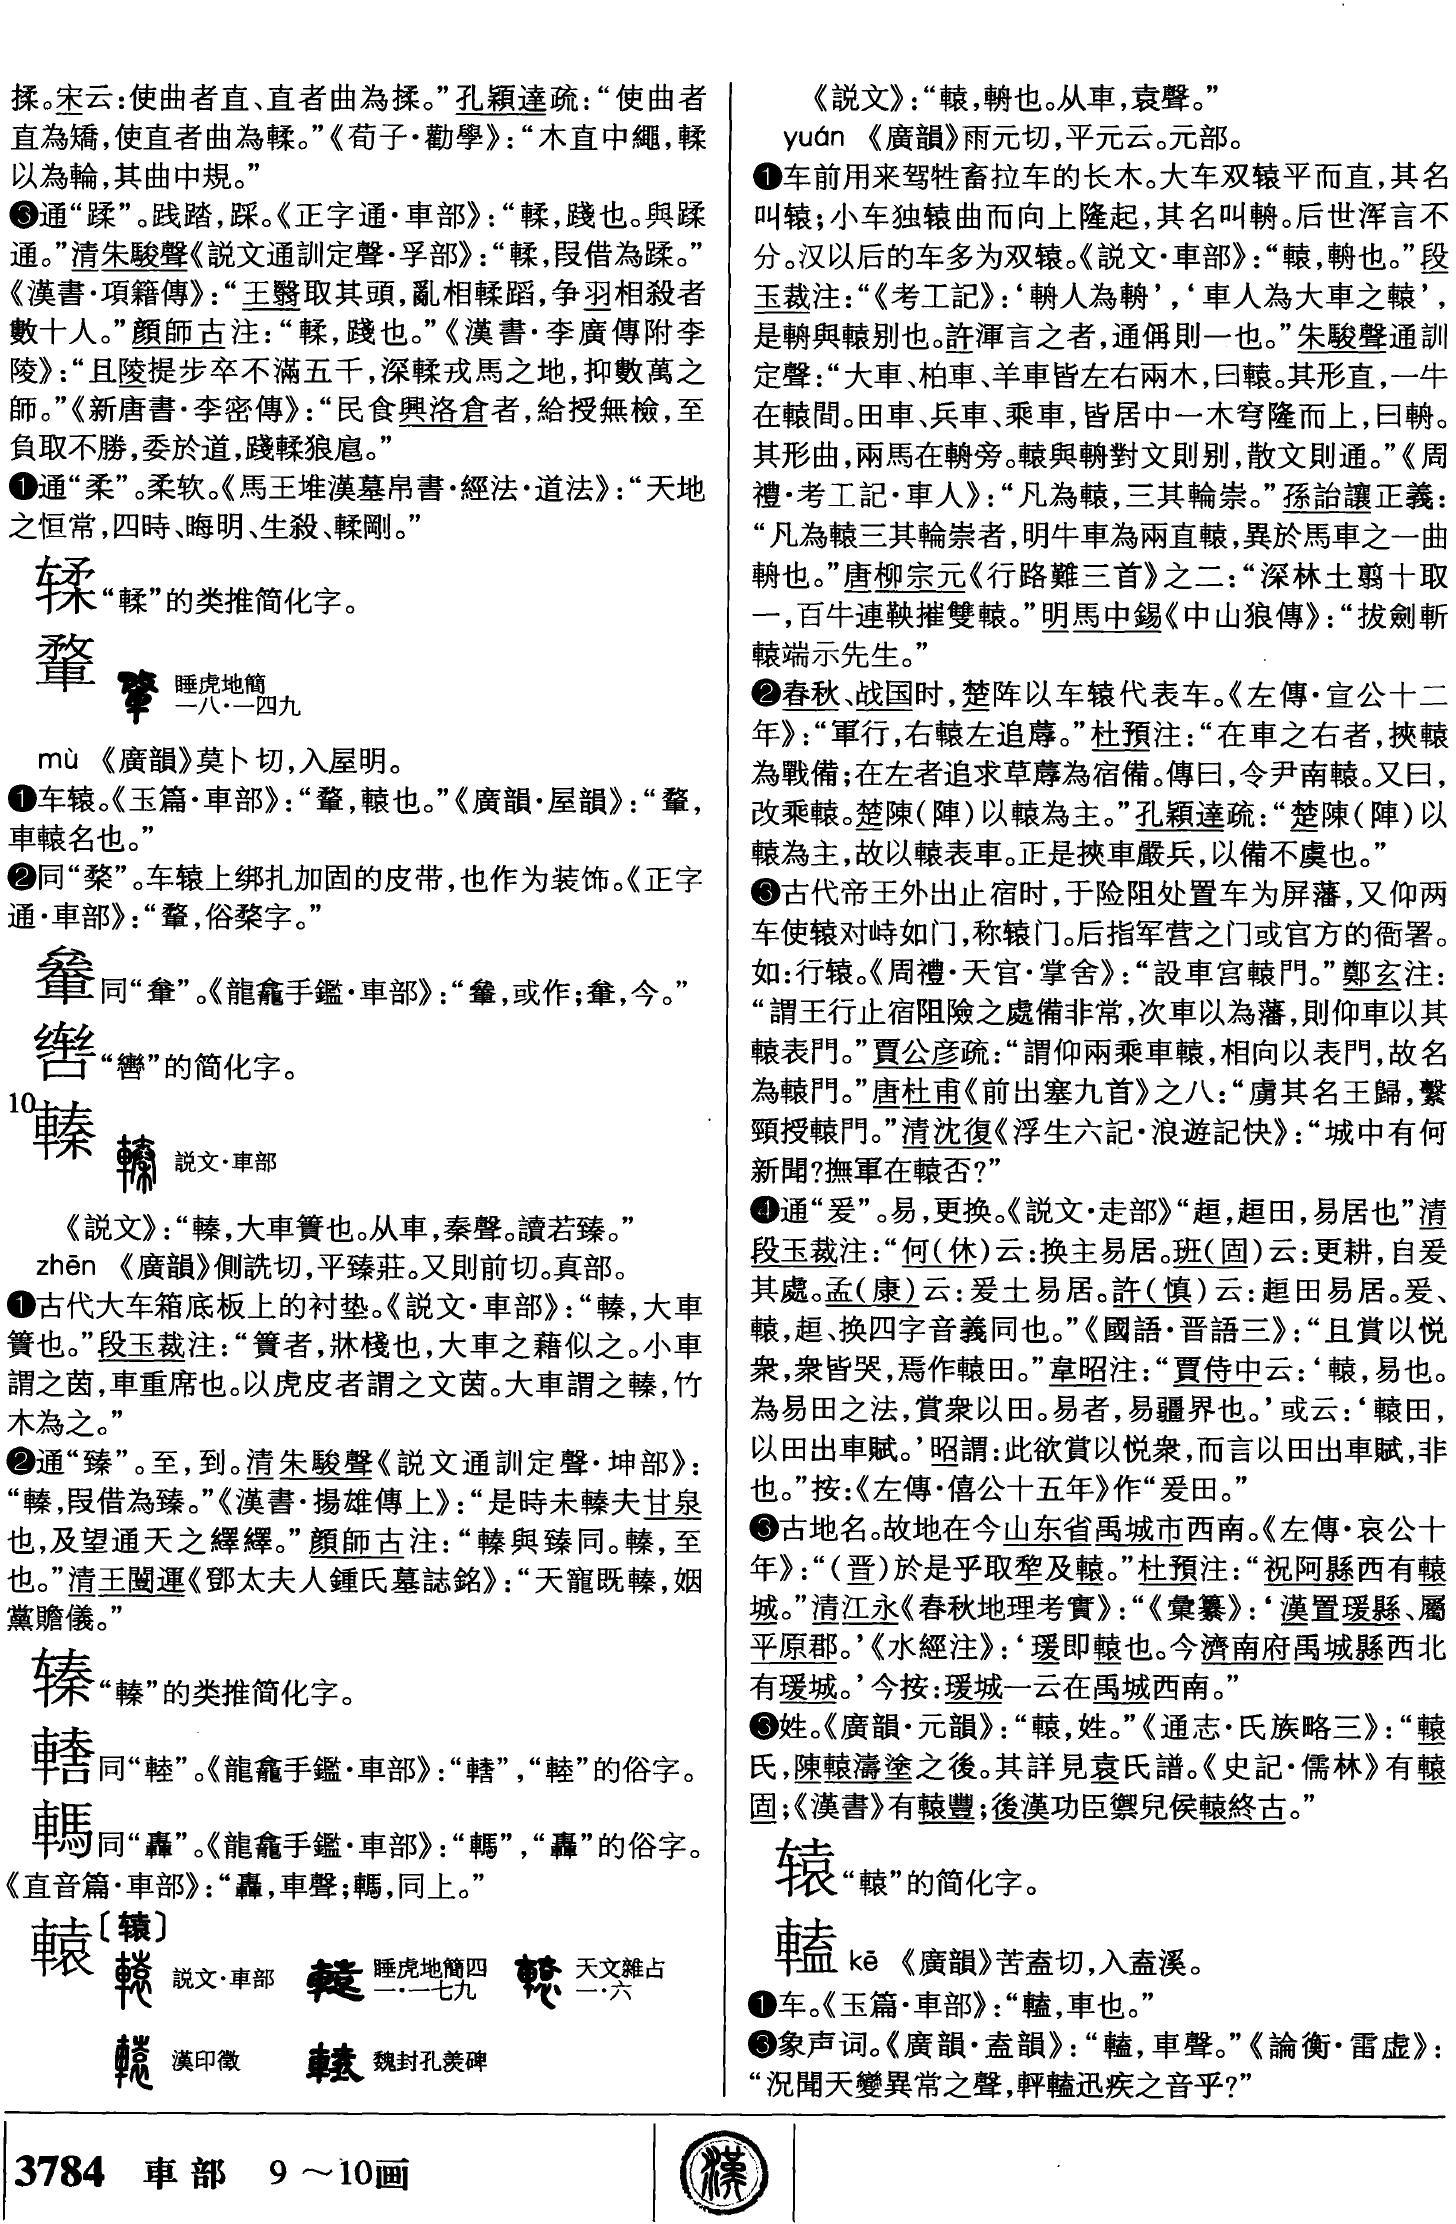 揉。宋云：使曲者直、直者曲為揉。”孔穎達疏：“使曲者
直為矯，使直者曲為輮。”《荀子·勸學》：“木直中繩，輮
以為輪，其曲中規。”
❸通“蹂”。践踏，踩。《正字通·車部》：“輮，踐也。與蹂
通。”清朱駿聲《説文通訓定聲·孚部》：“輮，叚借為蹂。”
《漢書·項籍傳》：“王翳取其頭，亂相輮蹈，争羽相殺者
數十人。”顔師古注：“輮，踐也。”《漢書·李廣傳附李
陵》：“且陵提步卒不滿五千，深輮戎馬之地，抑數萬之
師。”《新唐書·李密傳》：“民食興洛倉者，給授無檢，至
負取不勝，委於道，踐輮狼扈。”
❶通“柔”。柔软。《馬王堆漢墓帛書·經法·道法》：“天地
之恒常，四時、晦明、生殺、輮剛。”
“輮”的类推简化字。
鞪
睡虎地簡
一八·一四九
mù 《廣韻》莫卜切，入屋明。
❶车辕。《玉篇·車部》：“，轅也。”《廣韻·屋韻》：“，
車轅名也。”
❷同“楘”。车辕上绑扎加固的皮带，也作为装饰。《正字
通·車部》：“，俗楘字。”
同“輂”。《龍龕手鑑·車部》：“，或作；輂，今。”
辔
“轡”的简化字。
10
轃
説文·車部
《説文》：“轃，大車簀也。从車，秦聲。讀若臻。”
zhēn 《廣韻》側詵切，平臻莊。又則前切。真部。
❶古代大车箱底板上的衬垫。《説文·車部》：“轃，大車
簀也。”段玉裁注：“簀者，牀棧也，大車之藉似之。小車
謂之茵，車重席也。以虎皮者謂之文茵。大車謂之轃，竹
木為之。”
❷通“臻”。至，到。清朱駿聲《説文通訓定聲·坤部》：
“轃，叚借為臻。”《漢書·揚雄傳上》：“是時未轃夫甘泉
也，及望通天之繹繹。”顔師古注：“轃與臻同。轃，至
也。”清王闓運《鄧太夫人鍾氏墓誌銘》：“天寵既轃，姻
黨贍儀。”
“轃”的类推简化字。
同“”。《龍龕手鑑·車部》：“”，“”的俗字。
同“轟”。《龍龕手鑑·車部》：“”，“轟”的俗字。
《直音篇·車部》：“轟，車聲；，同上。”
轅〔辕〕
説文·車部 睡虎地簡四一·一七九 天文雜占一·六
漢印徵 魏封孔羡碑
《説文》：“轅，輈也。从車，袁聲。”
yuán 《廣韻》雨元切，平元云。元部。
❶车前用来驾牲畜拉车的长木。大车双辕平而直，其名
叫辕；小车独辕曲而向上隆起，其名叫輈。后世浑言不
分。汉以后的车多为双辕。《説文·車部》：“轅，輈也。”段
玉裁注：“《考工記》：‘輈人為輈’，‘車人為大車之轅’，
是輈與轅别也。許渾言之者，通偁則一也。”朱駿聲通訓
定聲：“大車、柏車、羊車皆左右兩木，曰轅。其形直，一牛
在轅間。田車、兵車、乘車，皆居中一木穹隆而上，曰輈。
其形曲，兩馬在輈旁。轅與輈對文則别，散文則通。”《周
禮·考工記·車人》：“凡為轅，三其輪崇。”孫詒讓正義：
“凡為轅三其輪崇者，明牛車為兩直轅，異於馬車之一曲
輈也。”唐柳宗元《行路難三首》之二：“深林土翦十取
一，百牛連鞅摧雙轅。”明馬中錫《中山狼傳》：“拔劍斬
轅端示先生。”
❷春秋、战国时，楚阵以车辕代表车。《左傳·宣公十二
年》：“軍行，右轅左追蓐。”杜預注：“在車之右者，挾轅
為戰備；在左者追求草蓐為宿備。傳曰，令尹南轅。又曰，
改乘轅。楚陳（陣）以轅為主。”孔穎達疏：“楚陳（陣）以
轅為主，故以轅表車。正是挾車嚴兵，以備不虞也。”
❸古代帝王外出止宿时，于险阻处置车为屏藩，又仰两
车使辕对峙如门，称辕门。后指军营之门或官方的衙署。
如：行辕。《周禮·天官·掌舍》：“設車宫轅門。”鄭玄注：
“謂王行止宿阻險之處備非常，次車以為藩，則仰車以其
轅表門。”賈公彦疏：“謂仰兩乘車轅，相向以表門，故名
為轅門。”唐杜甫《前出塞九首》之八：“虜其名王歸，繫
頸授轅門。”清沈復《浮生六記·浪遊記快》：“城中有何
新聞？撫軍在轅否？”
❹通“爰”。易，更换。《説文·走部》“𧻚，𧻚田，易居也”清
段玉裁注：“何（休）云：换主易居。班（固）云：更耕，自爰
其處。孟（康）云：爰土易居。許（慎）云：𧻚田易居。爰、
轅，𧻚、换四字音義同也。”《國語·晋語三》：“且賞以悦
衆，衆皆哭，焉作轅田。”韋昭注：“賈侍中云：‘轅，易也。
為易田之法，賞衆以田。易者，易疆界也。’或云：‘轅田，
以田出車賦。’昭謂：此欲賞以悦衆，而言以田出車賦，非
也。”按：《左傳·僖公十五年》作“爰田。”
❸古地名。故地在今山东省禹城市西南。《左傳·哀公十
年》：“（晋）於是乎取犂及轅。”杜預注：“祝阿縣西有轅
城。”清江永《春秋地理考實》：“《彙纂》：‘漢置瑗縣、屬
平原郡。’《水經注》：‘瑗即轅也。今濟南府禹城縣西北
有瑗城。’今按：瑗城一云在禹城西南。”
❸姓。《廣韻·元韻》：“轅，姓。”《通志·氏族略三》：“轅
氏，陳轅濤塗之後。其詳見袁氏譜。《史記·儒林》有轅
固；《漢書》有轅豐；後漢功臣禦兒侯轅終古。”
辕
“轅”的简化字。
kē 《廣韻》苦盍切，入盍溪。
❶车。《玉篇·車部》：“，車也。”
❸象声词。《廣韻·盍韻》：“，車聲。”《論衡·雷虚》：
“況聞天變異常之聲，軯迅疾之音乎？”
3784 車部 9～10画
漢